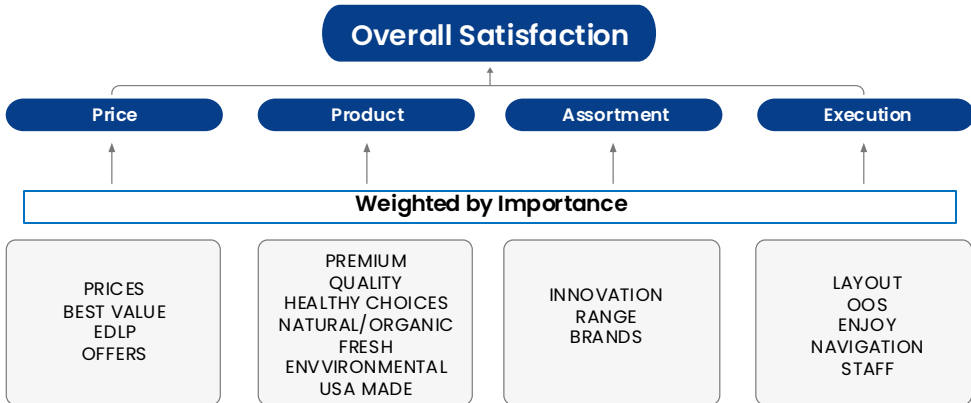 Overall Satisfaction
Price
Product
Assortment
Execution
Weighted by Importance
PRICES
BEST VALUE
EDLP
OFFERS
PREMIUM
QUALITY
HEALTHY CHOICES
NATURAL/ORGANIC
FRESH
ENVVIRONMENTAL
USA MADE
INNOVATION
RANGE
BRANDS
LAYOUT
OOS
ENJOY
NAVIGATION
STAFF